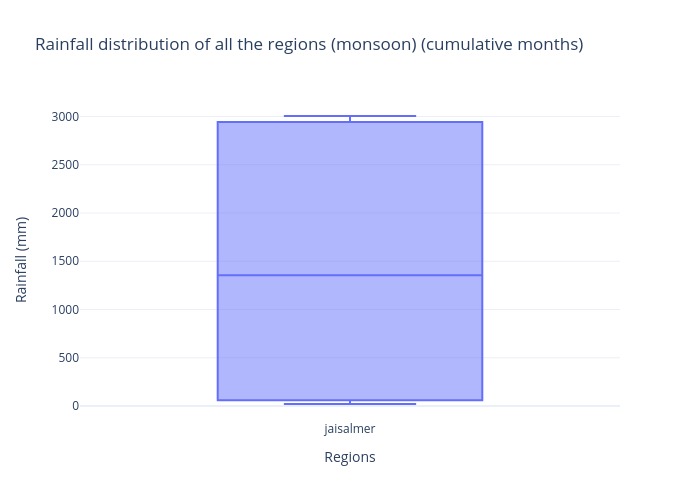 Rainfall distribution of all the regions (monsoon) (cumulative months)
3000
2500
2000
1500
1000
500
0
Rainfall (mm)
jaisalmer
Regions